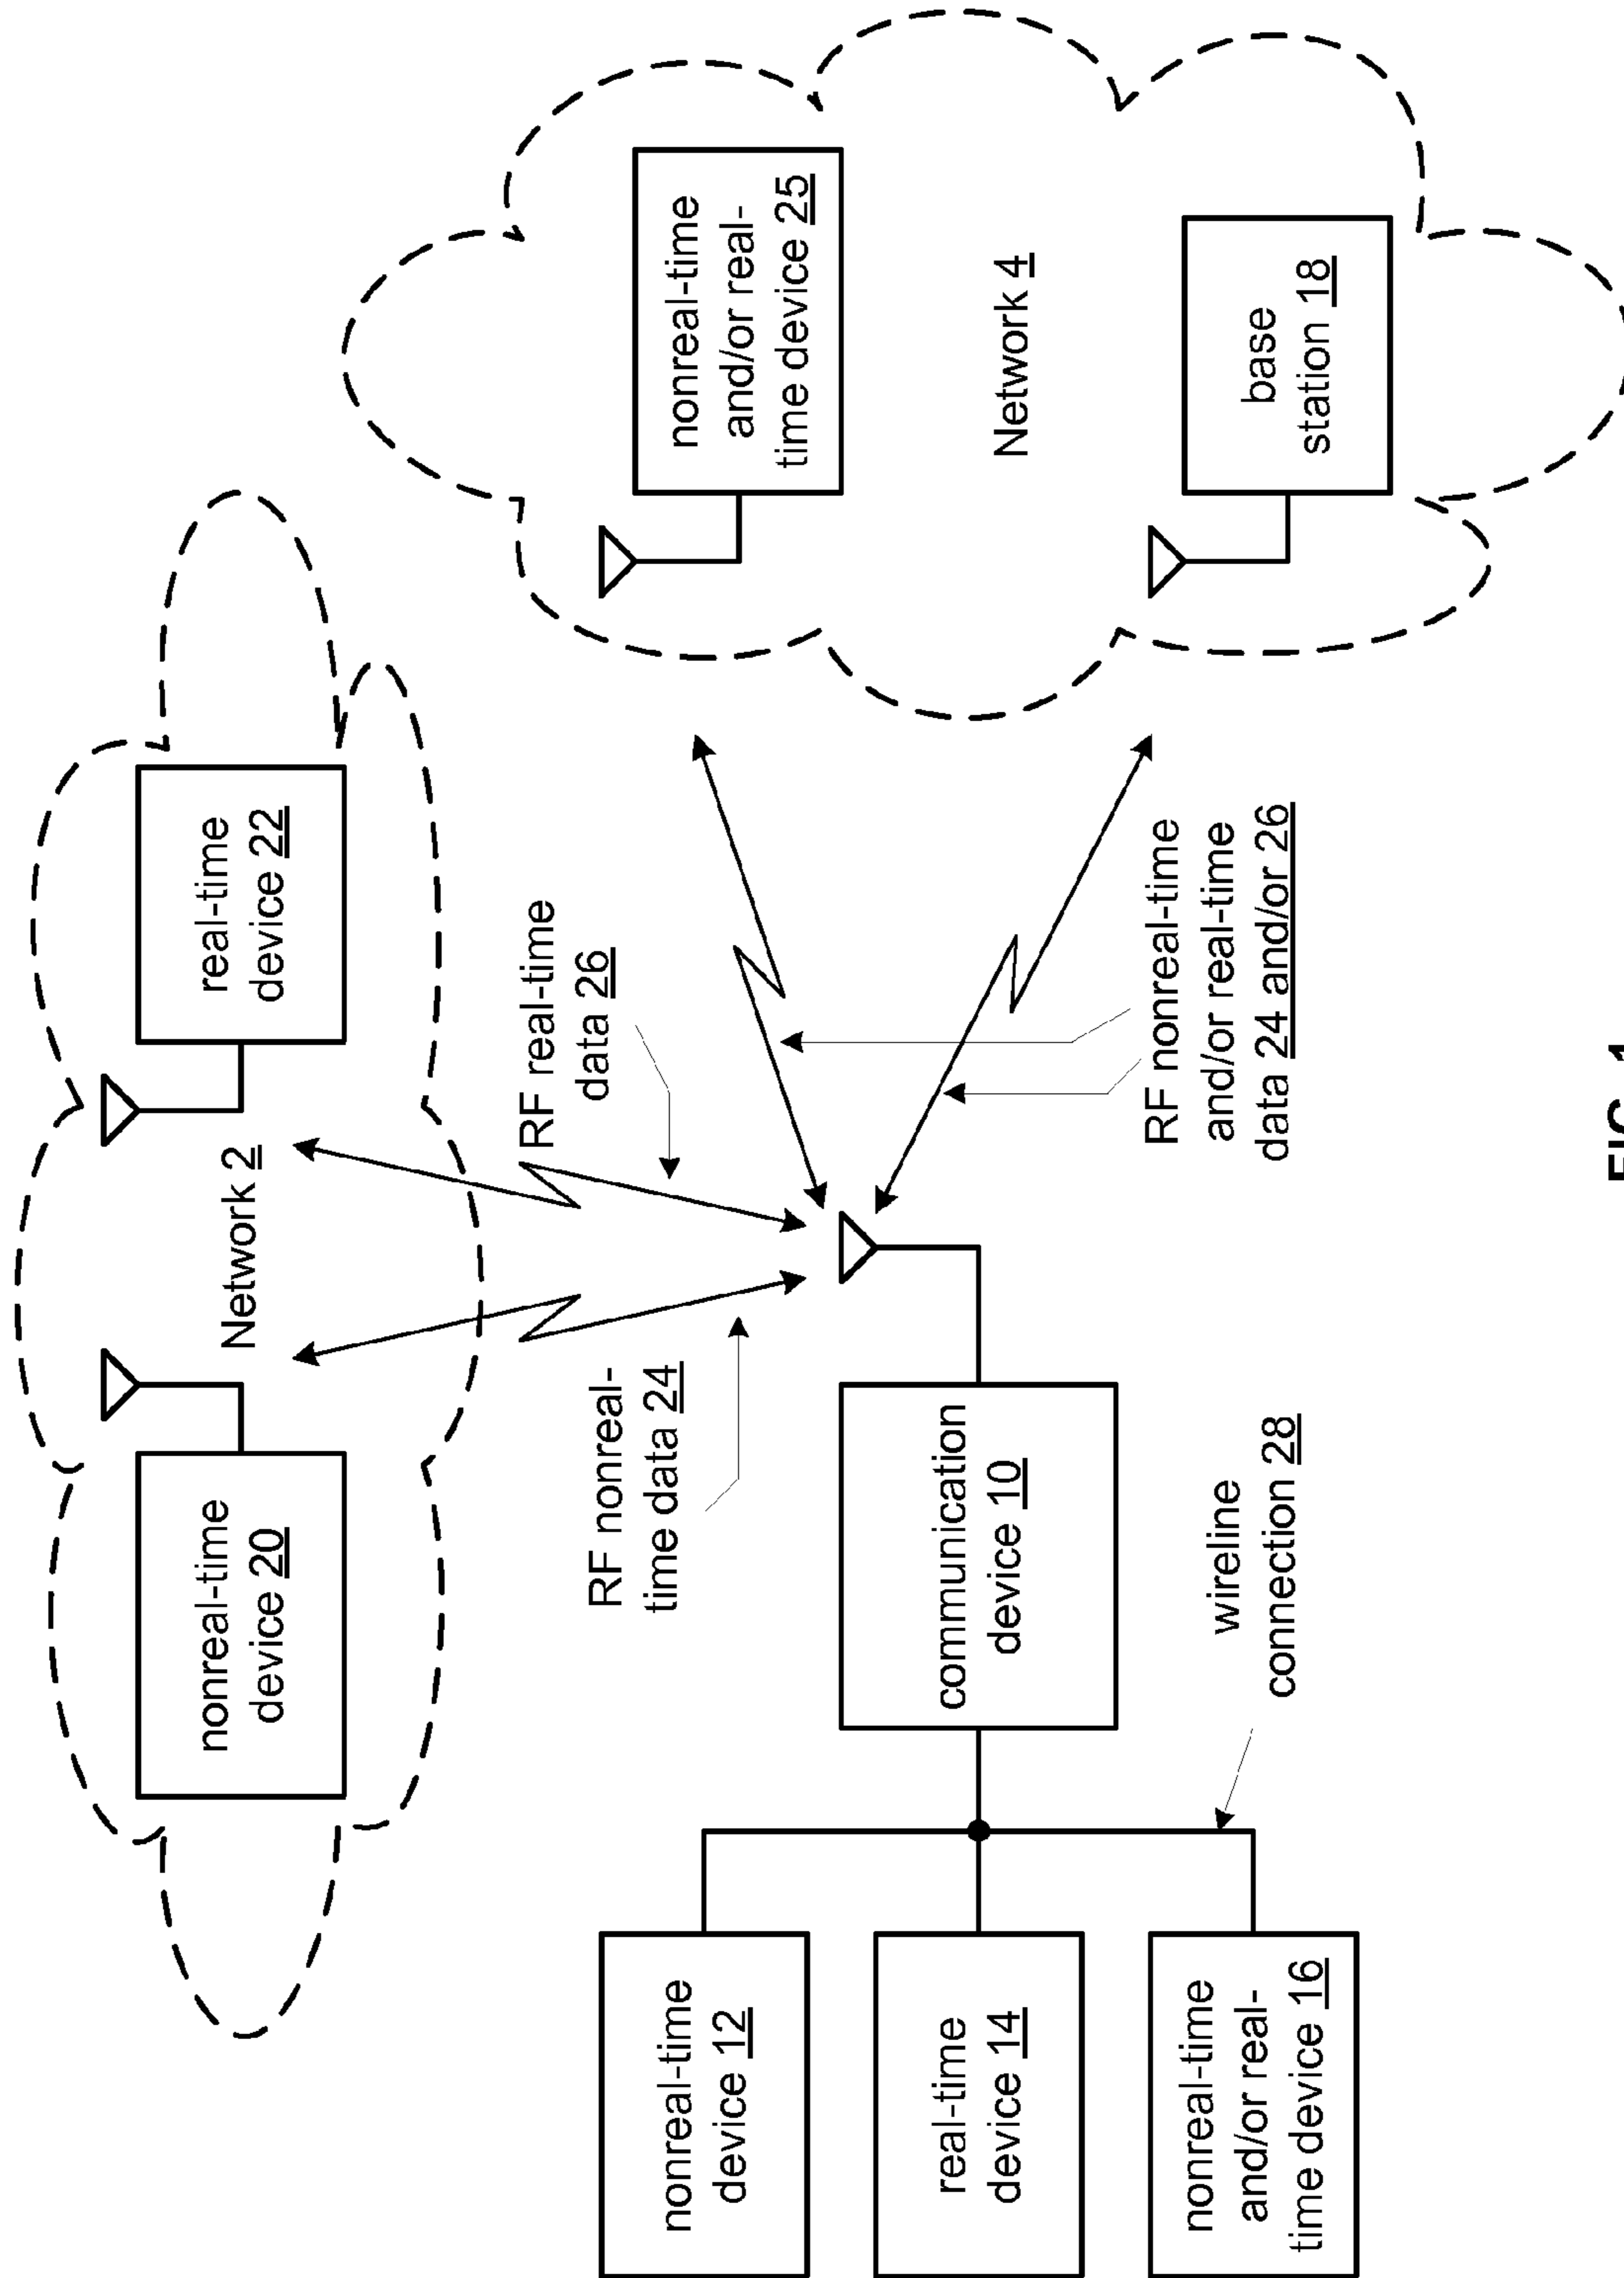 nonreal-time
device 20
Network 2
real-time
device 22
RF nonreal-
time data 24
RF real-time
data 26
nonreal-time
and/or real-
time device 25
Network 4
base
station 18
nonreal-time
device 12
real-time
device 14
nonreal-time
and/or real-
time device 16
communication
device 10
wireline
connection 28
RF nonreal-time
and/or real-time
data 24 and/or 26
FIG. 1